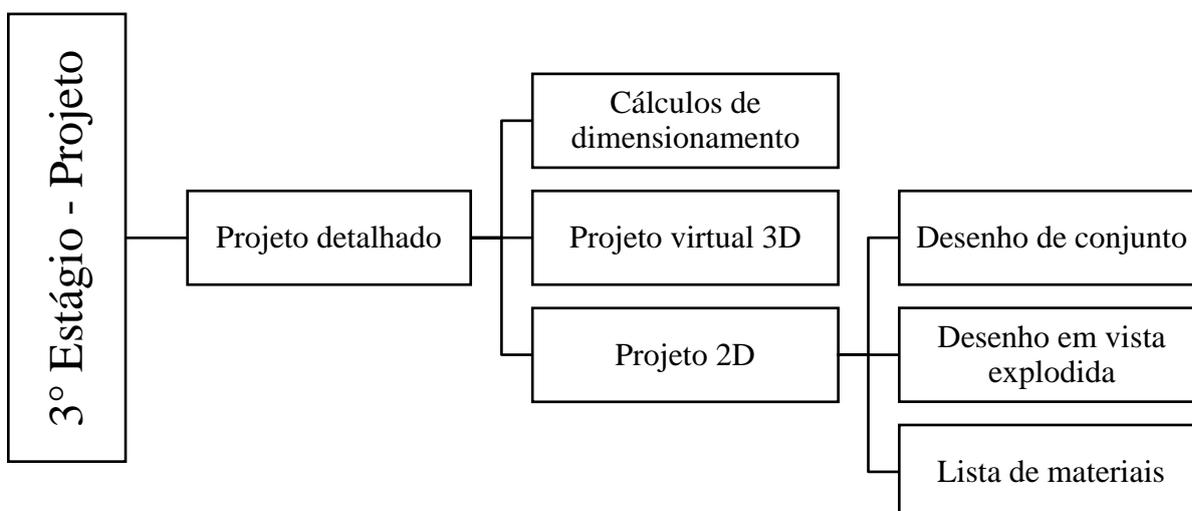 3° Estágio - Projeto
Projeto detalhado
Cálculos de
dimensionamento
Projeto virtual 3D
Projeto 2D
Desenho de conjunto
Desenho em vista
explodida
Lista de materiais